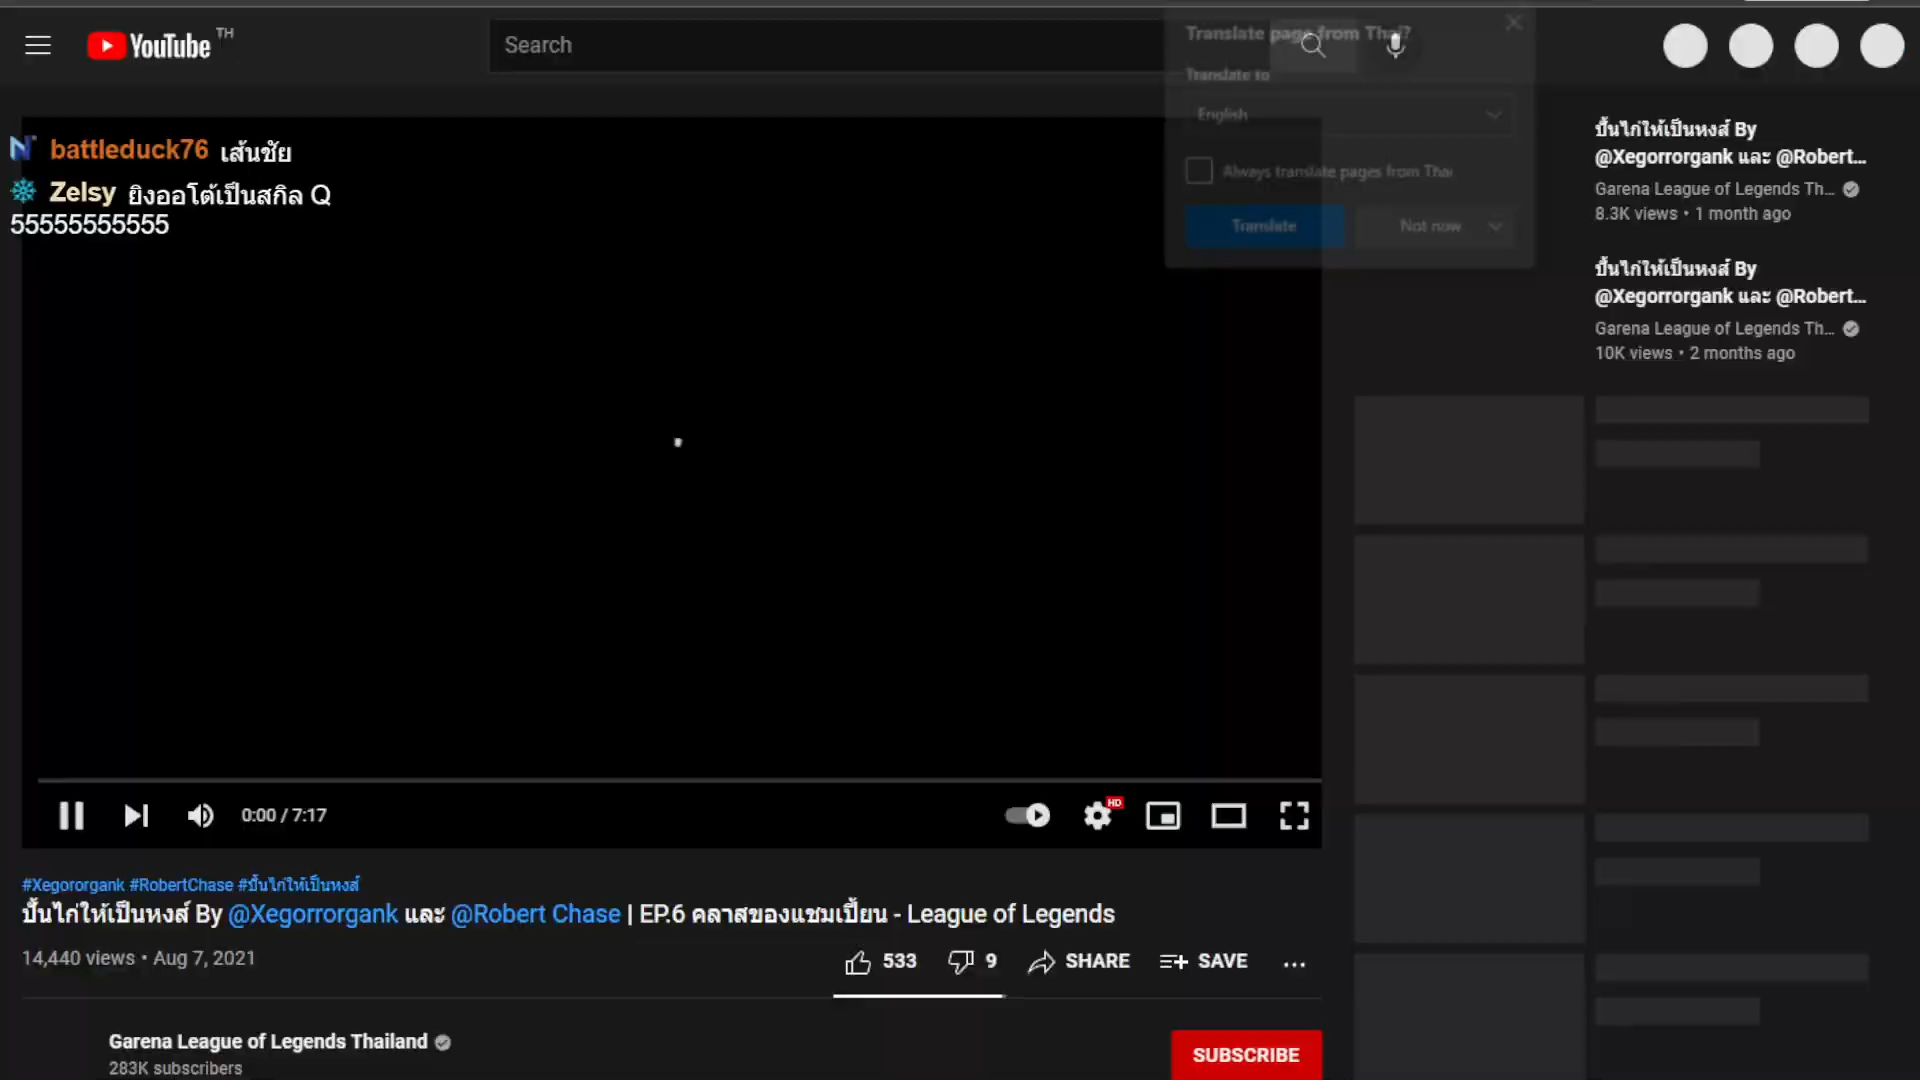 YouTube TH
Search
Translate page from Thai?
Translate to
English
Always translate pages from Thai
Translate
Not now
battleduck76 เส้นชัย
Zelsy ยิงออโต้เป็นสกิล Q
55555555555
ปั้นไก่ให้เป็นหงส์ By
@Xegorrorgank และ @Robert...
Garena League of Legends Th...
8.3K views • 1 month ago
ปั้นไก่ให้เป็นหงส์ By
@Xegorrorgank และ @Robert...
Garena League of Legends Th...
10K views • 2 months ago
0:00 / 7:17
HD
#Xegororgank #RobertChase #ปั้นไก่ให้เป็นหงส์
ปั้นไก่ให้เป็นหงส์ By @Xegorrorgank และ @Robert Chase | EP.6 คลาสของแชมเปี้ยน - League of Legends
14,440 views • Aug 7, 2021
533
9
SHARE
SAVE
Garena League of Legends Thailand
283K subscribers
SUBSCRIBE